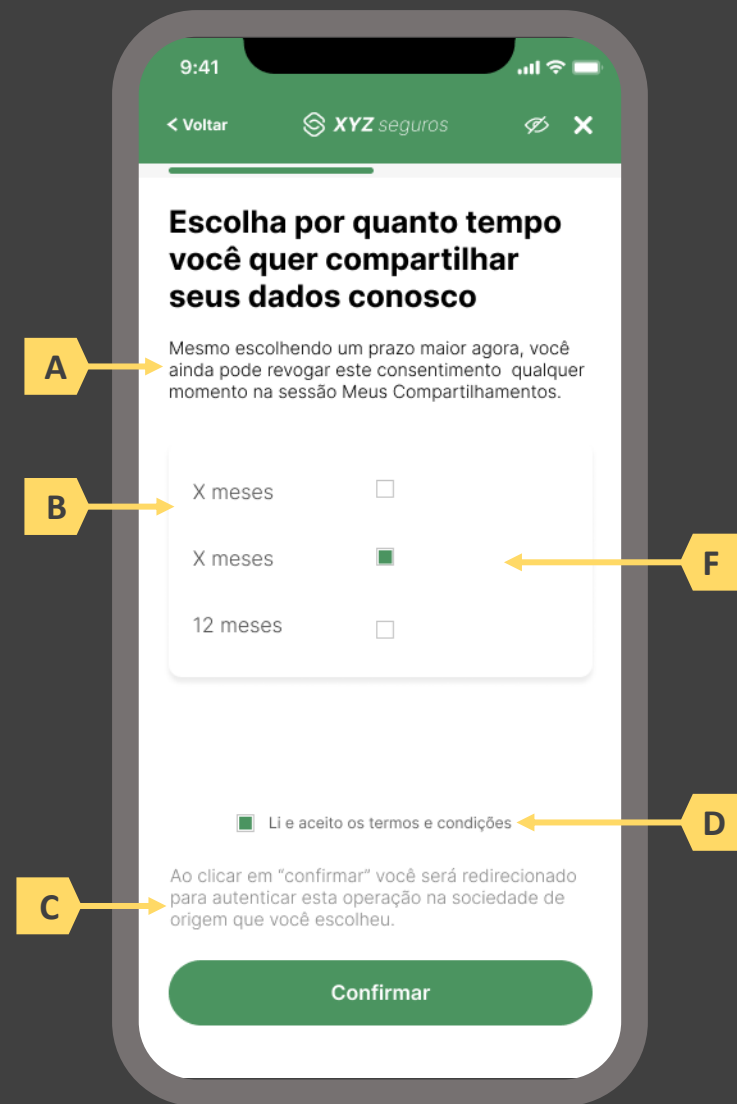 9:41
< Voltar
XYZ seguros
Escolha por quanto tempo
você quer compartilhar
seus dados conosco
A
Mesmo escolhendo um prazo maior agora, você
ainda pode revogar este consentimento  qualquer
momento na sessão Meus Compartilhamentos.
B
X meses
X meses
F
12 meses
Li e aceito os termos e condições
D
C
Ao clicar em “confirmar” você será redirecionado
para autenticar esta operação na sociedade de
origem que você escolheu.
Confirmar